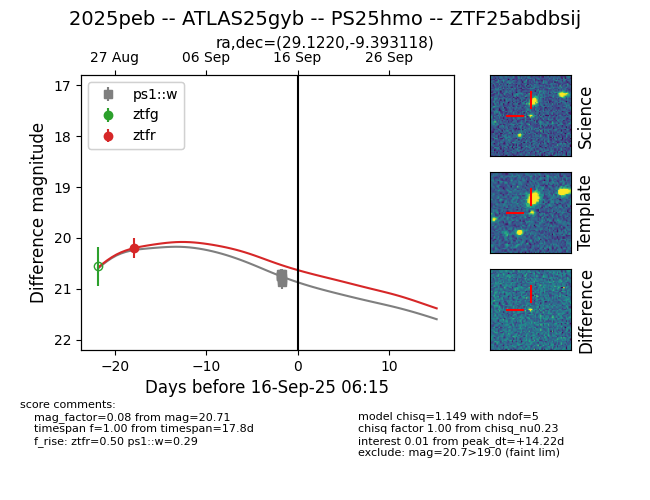 2025peb -- ATLAS25gyb -- PS25hmo -- ZTF25abdbsij
ra,dec=(29.1220,-9.393118)
27 Aug 06 Sep 16 Sep 26 Sep
17
18
19
20
21
22
Difference magnitude
ps1::w
ztfg
ztfr
−20 −10 0 10
Days before 16-Sep-25 06:15
Science
Template
Difference
score comments:
mag_factor=0.08 from mag=20.71
timespan f=1.00 from timespan=17.8d
f_rise: ztfr=0.50 ps1::w=0.29
model chisq=1.149 with ndof=5
chisq factor 1.00 from chisq_nu0.23
interest 0.01 from peak_dt=+14.22d
exclude: mag=20.7>19.0 (faint lim)